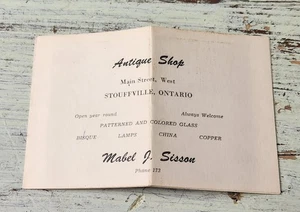 Antique Shop
Main Street, West
STOUFFVILLE, ONTARIO
Open year round Always Welcome
PATTERNED AND COLORED GLASS
BISQUE LAMPS CHINA COPPER
Mabel J. Sisson
Phone 175